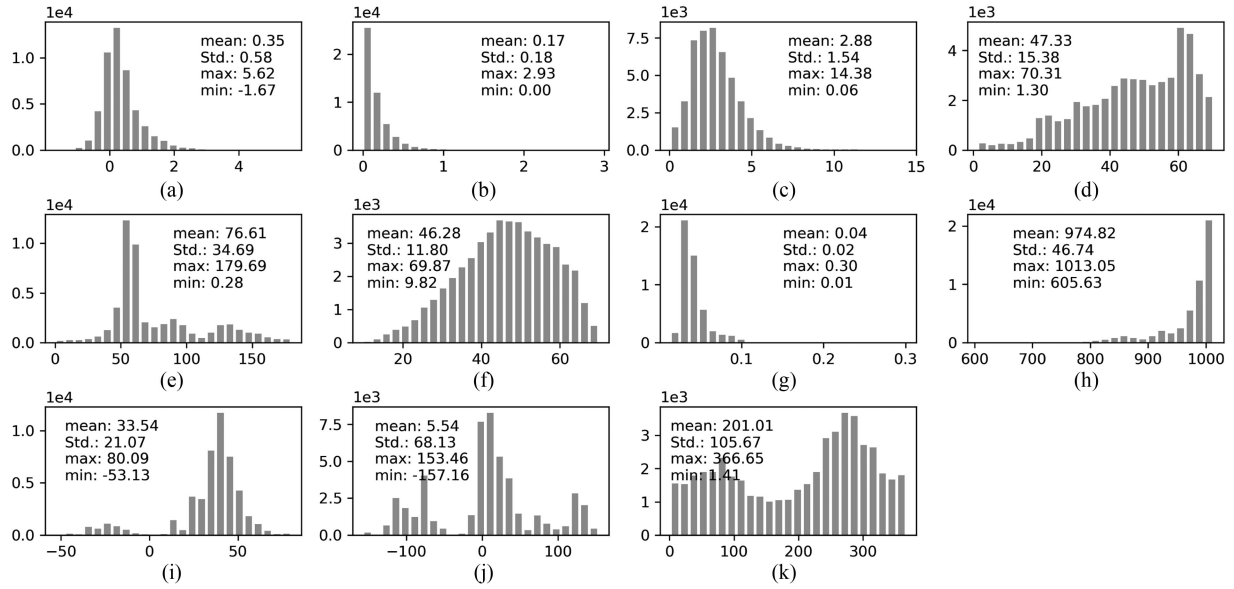 1e4
mean: 0.35
Std.: 0.58
max: 5.62
min: -1.67
1.0
0.5
0.0
0 2 4
(a)
1e4
mean: 0.17
Std.: 0.18
max: 2.93
min: 0.00
2
1
0
0 1 2 3
(b)
1e3
mean: 2.88
Std.: 1.54
max: 14.38
min: 0.06
7.5
5.0
2.5
0.0
0 5 10 15
(c)
1e3
mean: 47.33
Std.: 15.38
max: 70.31
min: 1.30
4
2
0
0 20 40 60
(d)
1e4
mean: 76.61
Std.: 34.69
max: 179.69
min: 0.28
1.0
0.5
0.0
0 50 100 150
(e)
1e3
mean: 46.28
Std.: 11.80
max: 69.87
min: 9.82
3
2
1
0
20 40 60
(f)
1e4
mean: 0.04
Std.: 0.02
max: 0.30
min: 0.01
2
1
0
0.1 0.2 0.3
(g)
1e4
mean: 974.82
Std.: 46.74
max: 1013.05
min: 605.63
2
1
0
600 700 800 900 1000
(h)
1e4
mean: 33.54
Std.: 21.07
max: 80.09
min: -53.13
1.0
0.5
0.0
−50 0 50
(i)
1e3
mean: 5.54
Std.: 68.13
max: 153.46
min: -157.16
7.5
5.0
2.5
0.0
−100 0 100
(j)
1e3
mean: 201.01
Std.: 105.67
max: 366.65
min: 1.41
3
2
1
0
0 100 200 300
(k)